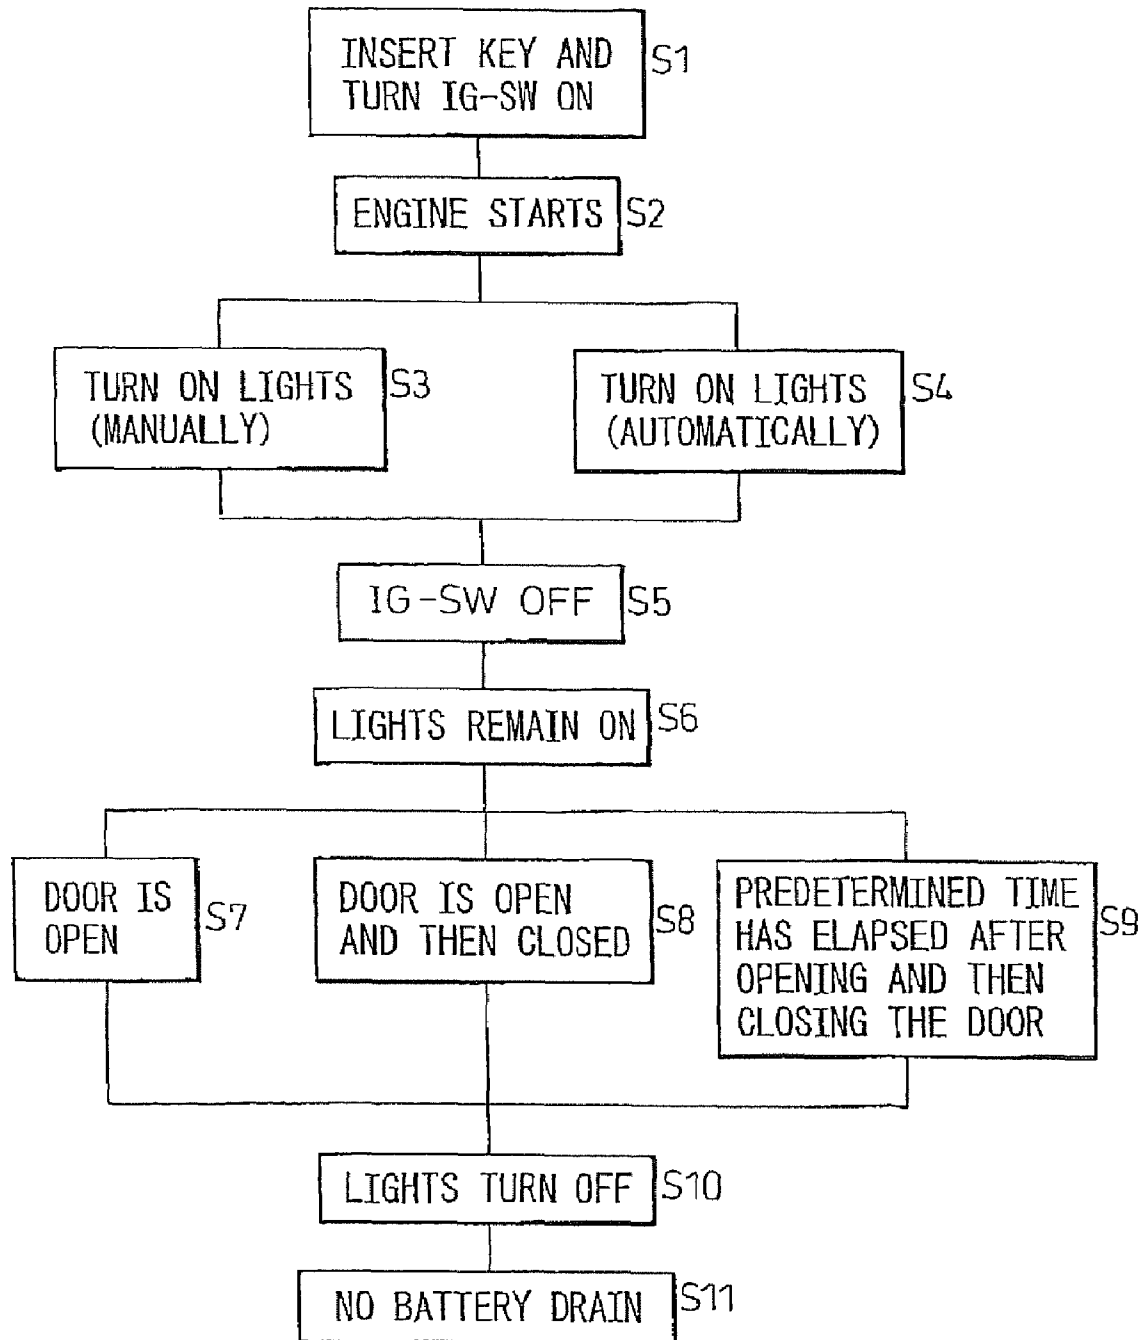 INSERT KEY AND
TURN IG-SW ON
S1
ENGINE STARTS
S2
TURN ON LIGHTS
(MANUALLY)
S3
TURN ON LIGHTS
(AUTOMATICALLY)
S4
IG-SW OFF
S5
LIGHTS REMAIN ON
S6
DOOR IS
OPEN
S7
DOOR IS OPEN
AND THEN CLOSED
S8
PREDETERMINED TIME
HAS ELAPSED AFTER
OPENING AND THEN
CLOSING THE DOOR
S9
LIGHTS TURN OFF
S10
NO BATTERY DRAIN
S11